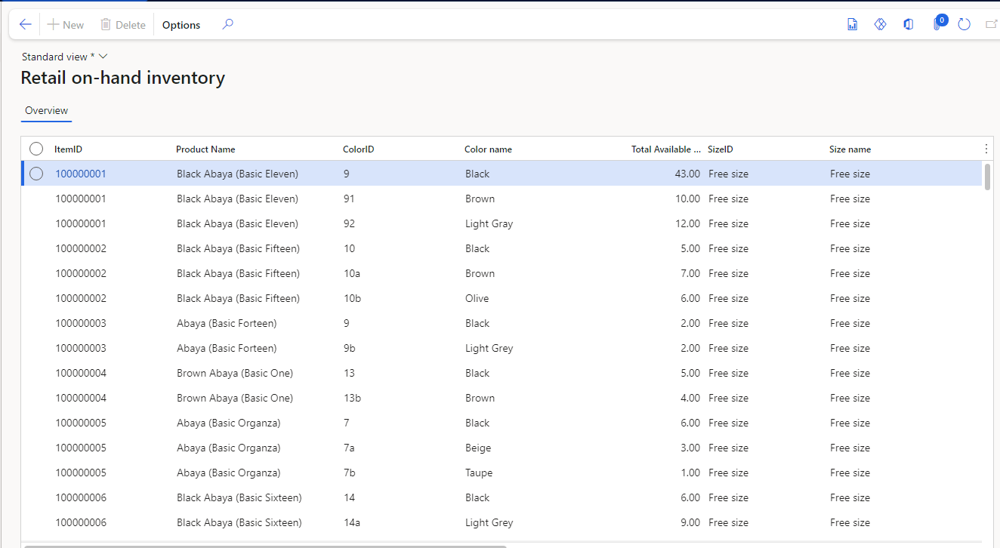 New Delete Options 0
Standard view *
Retail on-hand inventory
Overview
ItemID Product Name ColorID Color name Total Available ... SizeID Size name
100000001 Black Abaya (Basic Eleven) 9 Black 43.00 Free size Free size
100000001 Black Abaya (Basic Eleven) 91 Brown 10.00 Free size Free size
100000001 Black Abaya (Basic Eleven) 92 Light Gray 12.00 Free size Free size
100000002 Black Abaya (Basic Fifteen) 10 Black 5.00 Free size Free size
100000002 Black Abaya (Basic Fifteen) 10a Brown 7.00 Free size Free size
100000002 Black Abaya (Basic Fifteen) 10b Olive 6.00 Free size Free size
100000003 Abaya (Basic Forteen) 9 Black 2.00 Free size Free size
100000003 Abaya (Basic Forteen) 9b Light Grey 2.00 Free size Free size
100000004 Brown Abaya (Basic One) 13 Black 5.00 Free size Free size
100000004 Brown Abaya (Basic One) 13b Brown 4.00 Free size Free size
100000005 Abaya (Basic Organza) 7 Black 6.00 Free size Free size
100000005 Abaya (Basic Organza) 7a Beige 3.00 Free size Free size
100000005 Abaya (Basic Organza) 7b Taupe 1.00 Free size Free size
100000006 Black Abaya (Basic Sixteen) 14 Black 6.00 Free size Free size
100000006 Black Abaya (Basic Sixteen) 14a Light Grey 9.00 Free size Free size